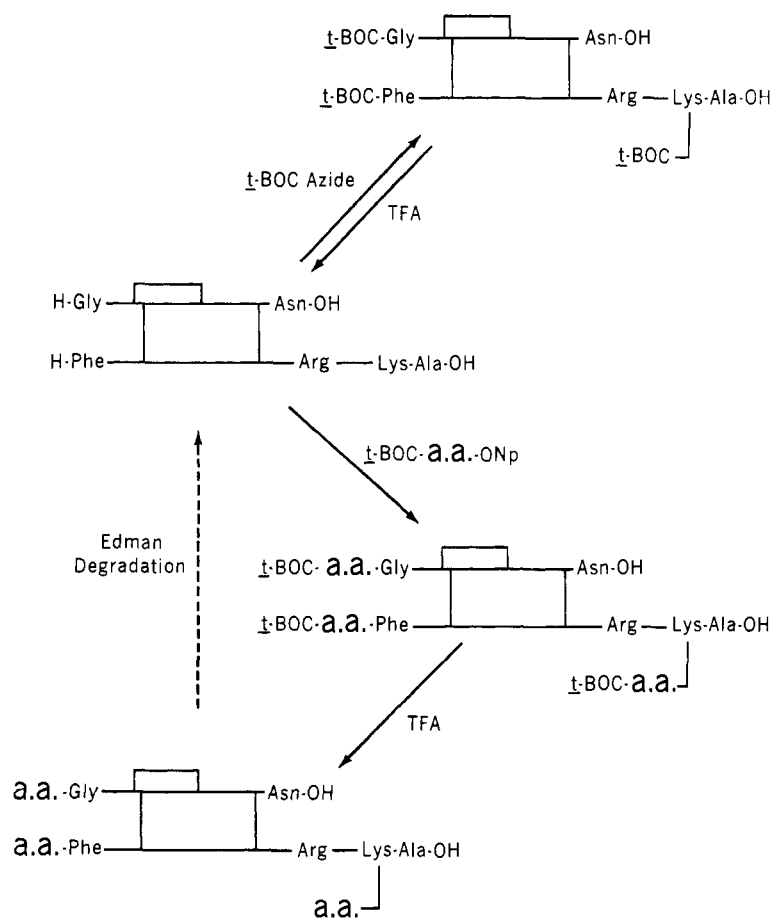 t-BOC-Gly Asn-OH
t-BOC-Phe Arg Lys-Ala-OH
t-BOC
t-BOC Azide
TFA
H-Gly Asn-OH
H-Phe Arg Lys-Ala-OH
t-BOC-a.a.-ONp
Edman
Degradation
t-BOC-a.a.-Gly Asn-OH
t-BOC-a.a.-Phe Arg Lys-Ala-OH
t-BOC-a.a.
TFA
a.a.-Gly Asn-OH
a.a.-Phe Arg Lys-Ala-OH
a.a.